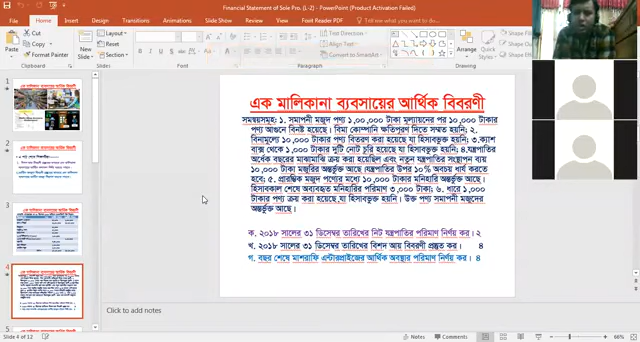 Financial Statement of Sole Pro. (L-2) - PowerPoint (Product Activation Failed)
File Home Insert Design Transitions Animations Slide Show Review View Foxit Reader PDF Tell me what you want to do...
Paste Cut Copy Format Painter New Slide Layout Reset Section
Text Direction Align Text Convert to SmartArt
Arrange Quick Styles Shape Fill Shape Outline Shape Effects
Clipboard Slides Font Paragraph Drawing
এক মালিকানা ব্যবসায়ের আর্থিক বিবরণী
সমন্বয়সমূহ: ১. সমাপনী মজুদ পণ্য ১,০০,০০০ টাকা মূল্যায়নের পর ১০,০০০ টাকার
পণ্য আগুনে বিনষ্ট হয়েছে। বিমা কোম্পানি ক্ষতিপূরণ দিতে সম্মত হয়নি; ২.
বিনামূল্যে ১০,০০০ টাকার পণ্য বিতরণ করা হয়েছে যা হিসাবভুক্ত হয়নি; ৩.ক্যাশ
বাক্স থেকে ১,০০০ টাকার দুটি নোট চুরি হয়েছে যা হিসাবভুক্ত হয়নি; ৪.যন্ত্রপাতির
অর্ধেক বছরের মাঝামাঝি ক্রয় করা হয়েছিল এবং নতুন যন্ত্রপাতির সংস্থাপন ব্যয়
১০,০০০ টাকা মজুরির অন্তর্ভুক্ত আছে। যন্ত্রপাতির উপর ১০% অবচয় ধার্য করতে
হবে; ৫. প্রারম্ভিক মজুদ পণ্যের মধ্যে ১০,০০০ টাকার মনিহারি অন্তর্ভুক্ত আছে।
হিসাবকাল শেষে অব্যবহৃত মনিহারির পরিমাণ ৩,০০০ টাকা; ৬. ধারে ১,০০০
টাকার পণ্য ক্রয় করা হয়েছে যা হিসাবভুক্ত হয়নি। উক্ত পণ্য সমাপনী মজুদের
অন্তর্ভুক্ত আছে।
ক. ২০১৮ সালের ৩১ ডিসেম্বর তারিখের নিট যন্ত্রপাতির পরিমাণ নির্ণয় কর। ২
খ. ২০১৮ সালের ৩১ ডিসেম্বর তারিখের বিশদ আয় বিবরণী প্রস্তুত কর। ৪
গ. বছর শেষে মাশরাফি এন্টারপ্রাইজের আর্থিক অবস্থার পরিমাণ নির্ণয় কর। ৪
Click to add notes
Slide 4 of 12 Notes Comments 66%